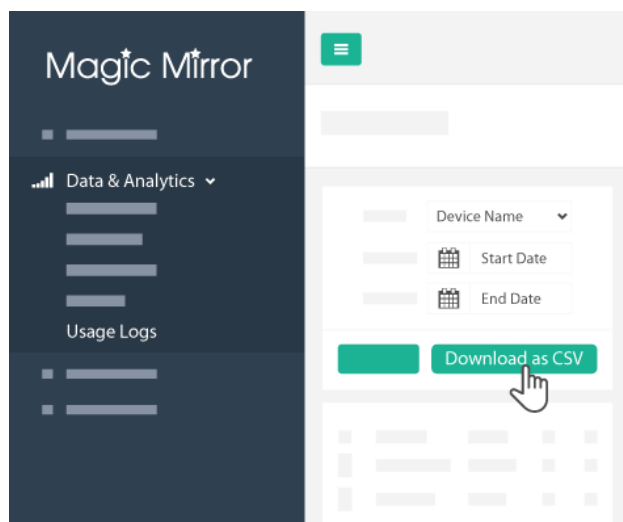 Magic Mirror
Data & Analytics
Usage Logs
Device Name
Start Date
End Date
Download as CSV